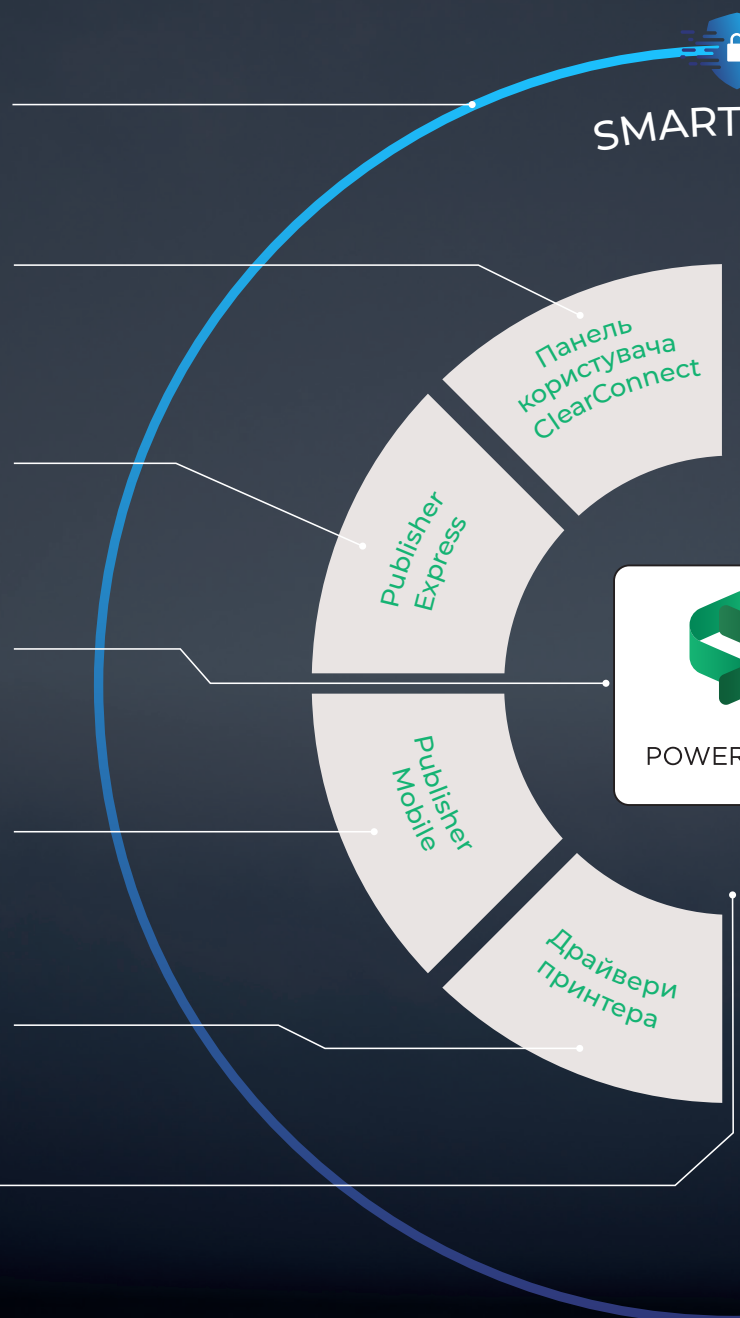 SMART
Панель
користувача
ClearConnect
Publisher
Express
POWER
Publisher
Mobile
Драйвери
принтера